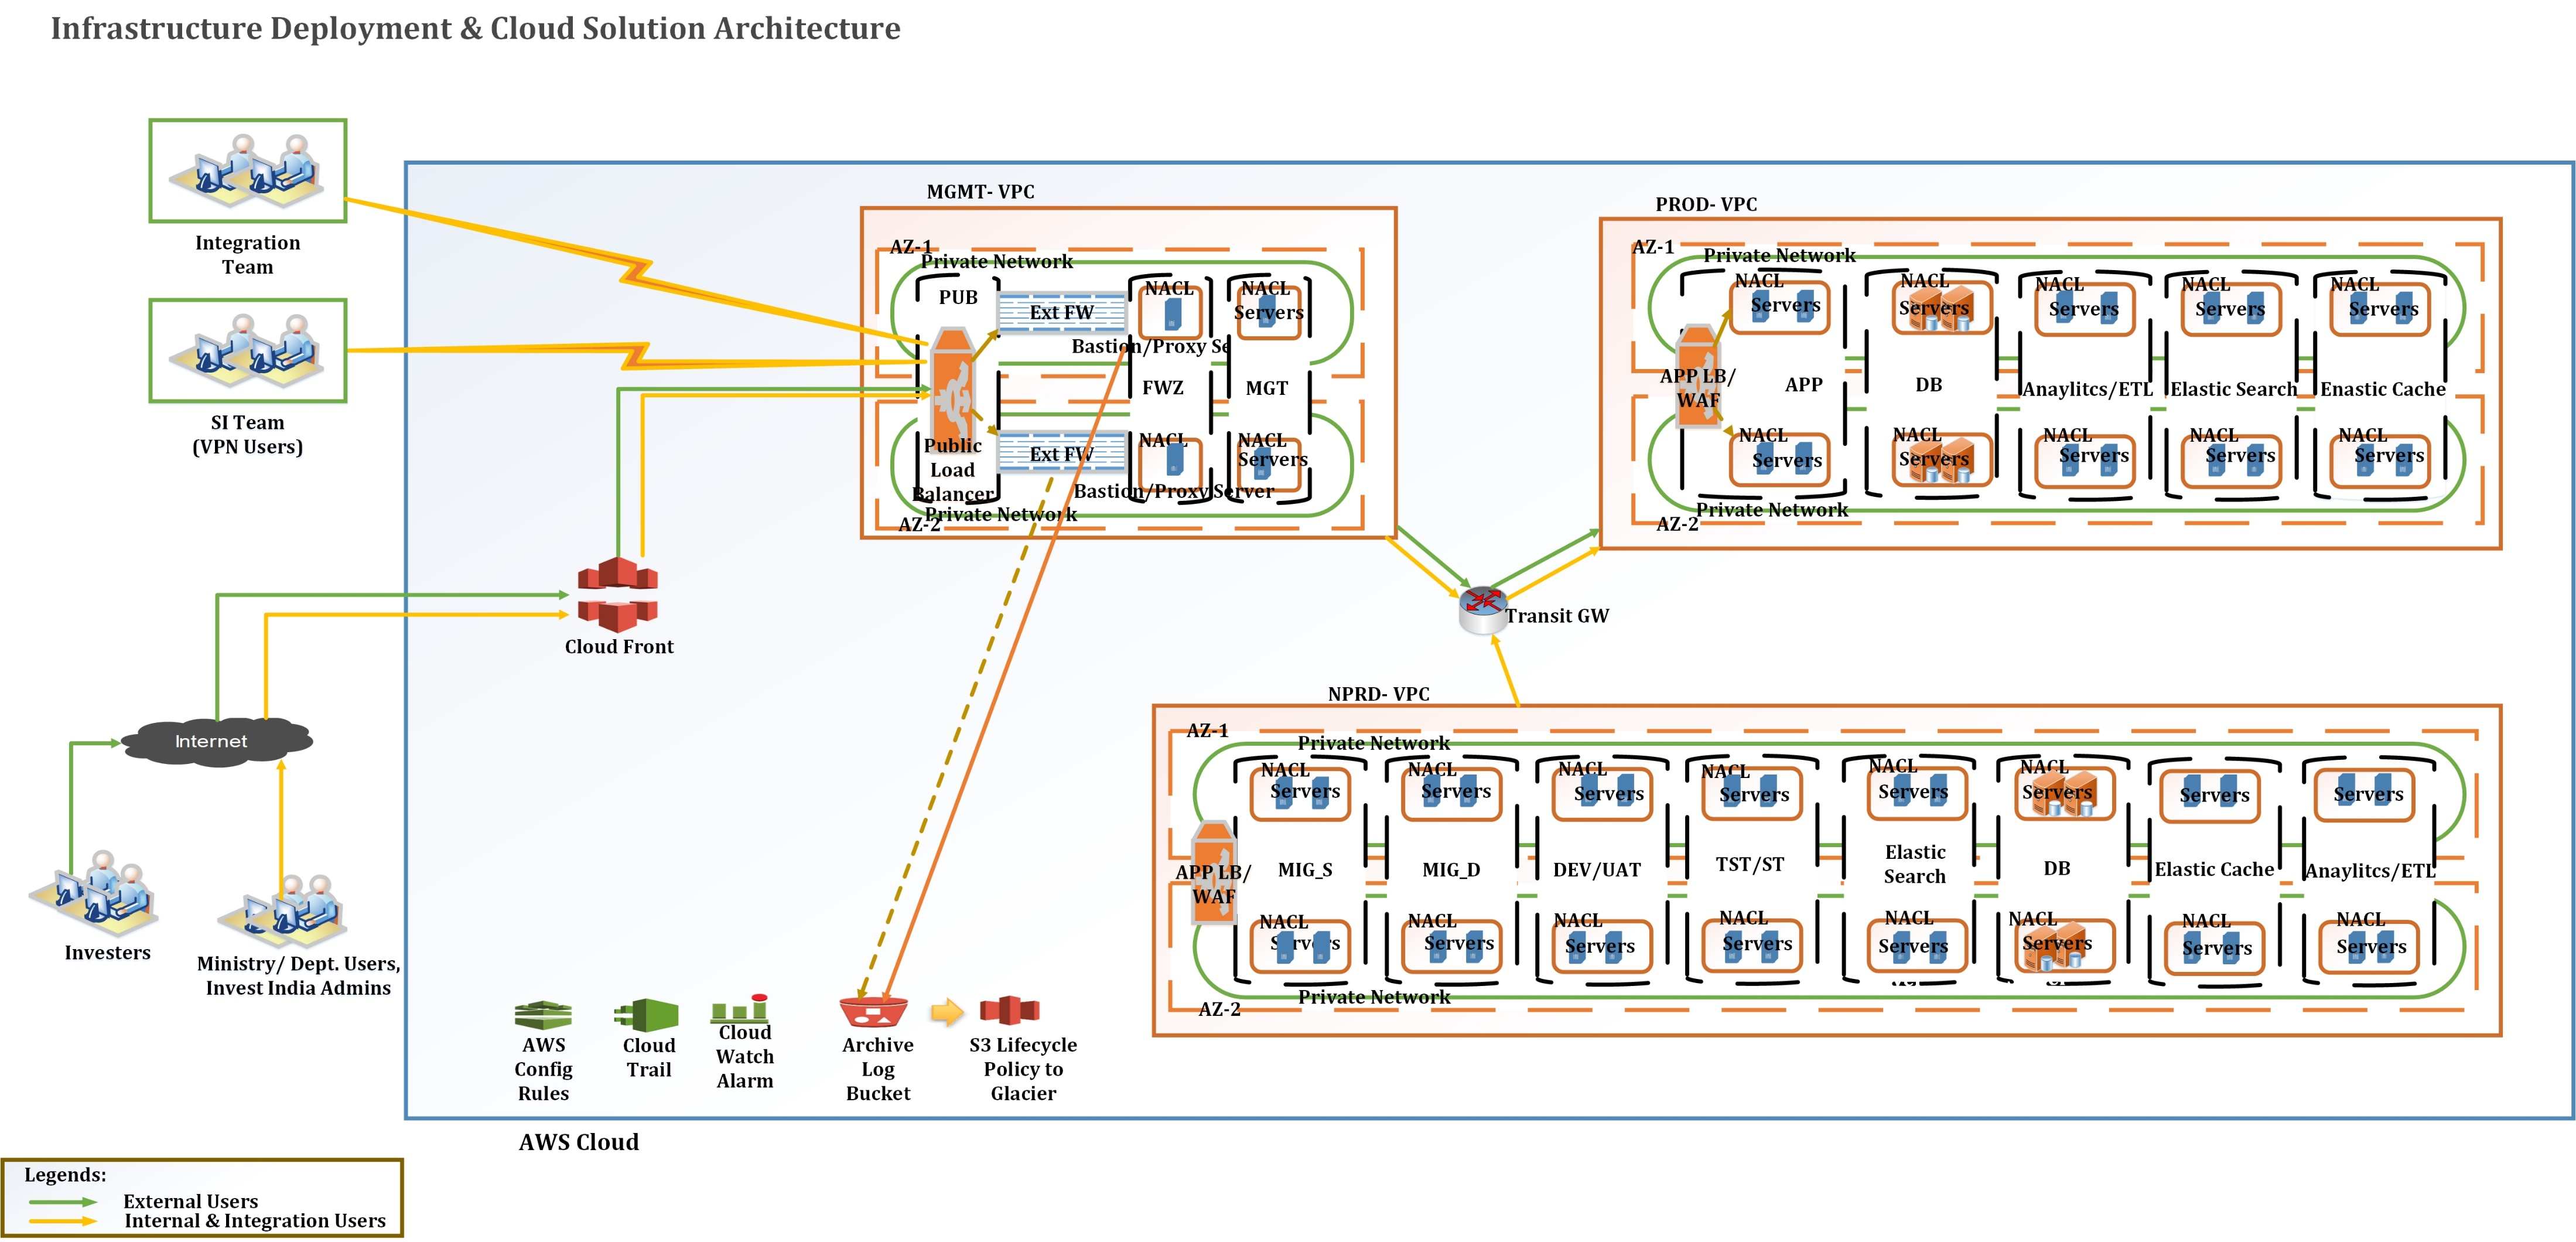 Infrastructure Deployment & Cloud Solution Architecture
Integration
Team
SI Team
(VPN Users)
Internet
Investers
Ministry/ Dept. Users,
Invest India Admins
Cloud Front
MGMT- VPC
AZ-1
Private Network
PUB
Ext FW
NACL
NACL
Servers
Bastion/Proxy Se
FWZ
MGT
Public
Load
Balancer
Ext FW
NACL
NACL
Servers
Bastion/Proxy Server
Private Network
AZ-2
PROD- VPC
AZ-1
Private Network
NACL
Servers
NACL
Servers
NACL
Servers
NACL
Servers
NACL
Servers
APP LB/
WAF
APP
DB
Anaylitcs/ETL
Elastic Search
Enastic Cache
NACL
Servers
NACL
Servers
NACL
Servers
NACL
Servers
NACL
Servers
Private Network
AZ-2
Transit GW
NPRD- VPC
AZ-1
Private Network
NACL
Servers
NACL
Servers
NACL
Servers
NACL
Servers
NACL
Servers
NACL
Servers
Servers
Servers
APP LB/
WAF
MIG_S
MIG_D
DEV/UAT
TST/ST
Elastic
Search
DB
Elastic Cache
Anaylitcs/ETL
NACL
Servers
NACL
Servers
NACL
Servers
NACL
Servers
NACL
Servers
NACL
Servers
NACL
Servers
NACL
Servers
Private Network
AZ-2
AWS
Config
Rules
Cloud
Trail
Cloud
Watch
Alarm
Archive
Log
Bucket
S3 Lifecycle
Policy to
Glacier
AWS Cloud
Legends:
External Users
Internal & Integration Users